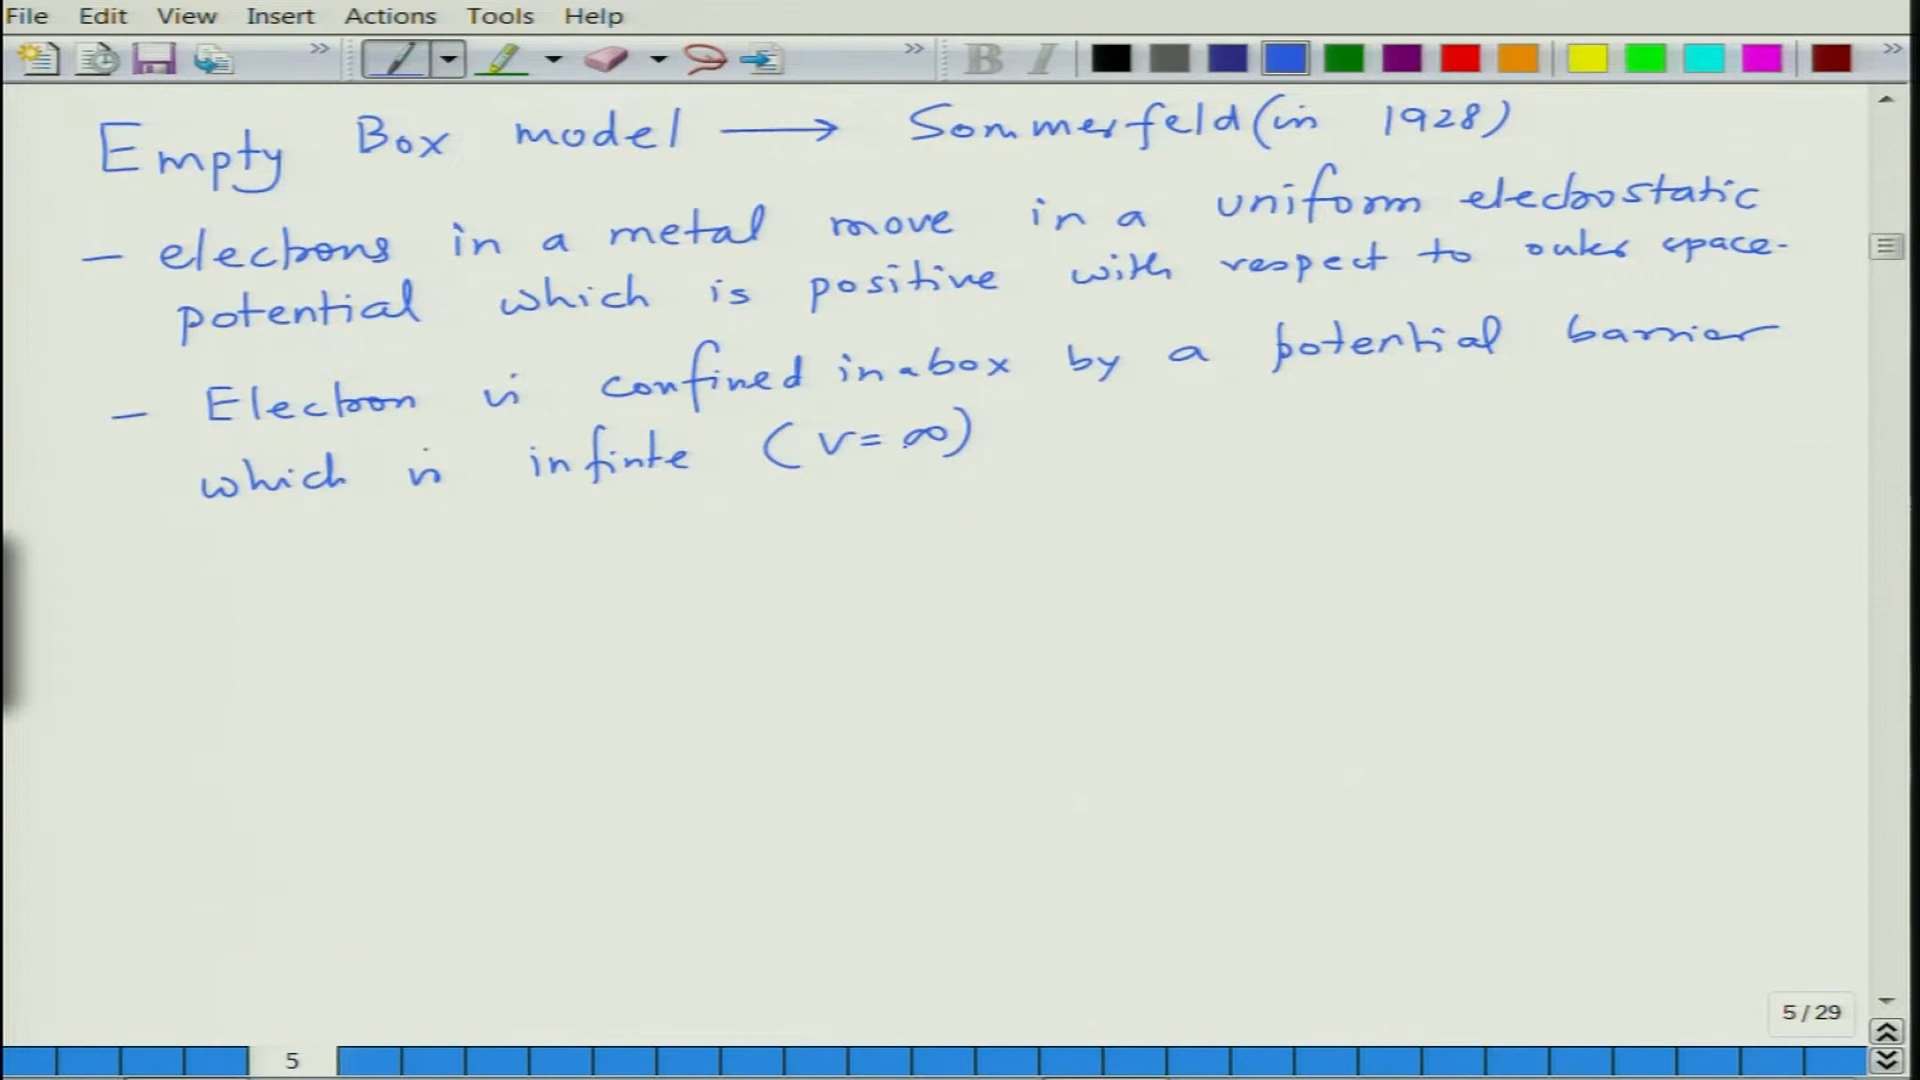 File Edit View Insert Actions Tools Help
B I
Empty Box model → Sommerfeld (in 1928)
– electrons in a metal move in a uniform electrostatic
potential which is positive with respect to outer space.
– Electron is confined in a box by a potential barrier
which is infinte (v=∞)
5 / 29
5